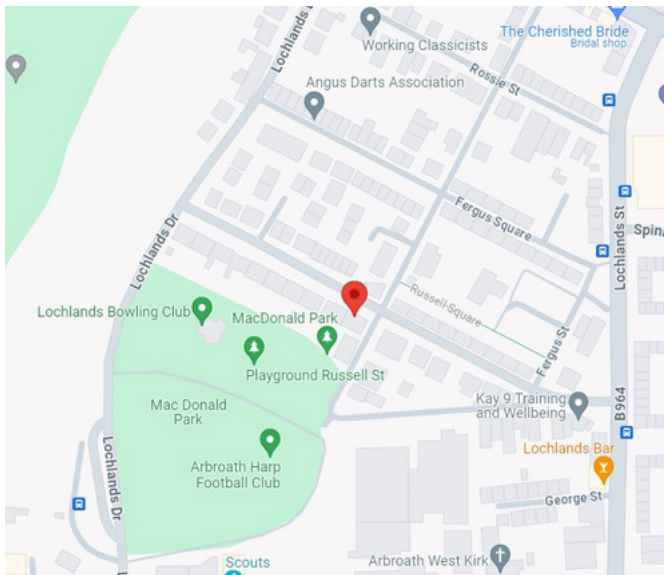 The Cherished Bride
Bridal shop
Working Classicists
Lochlands Dr
Rossie St
Angus Darts Association
Fergus Square
Lochlands St
Lochlands Dr
Lochlands Bowling Club
MacDonald Park
Russell-Square
Playground Russell St
Fergus St
Kay 9 Training
and Wellbeing
B964
Mac Donald
Park
Lochlands Bar
Arbroath Harp
Football Club
Lochlands Dr
George St
Scouts
Arbroath West Kirk